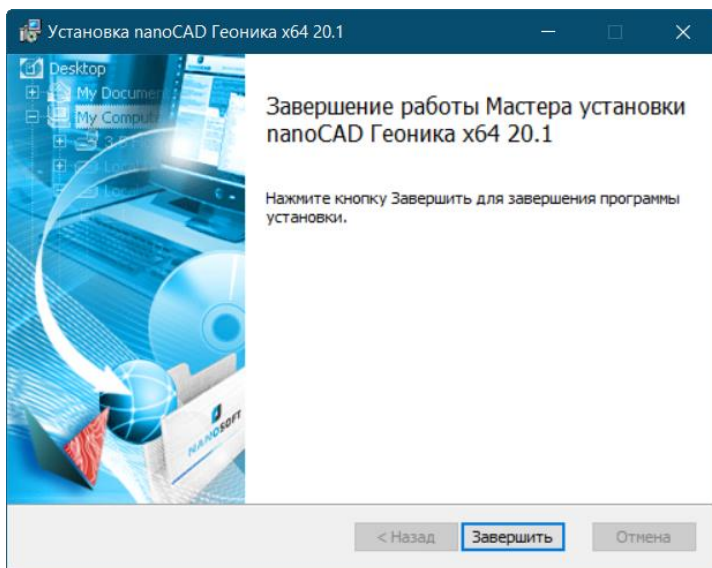 Установка nanoCAD Геоника x64 20.1
Desktop
My Documen
My Comput
Завершение работы Мастера установки
nanoCAD Геоника x64 20.1
Нажмите кнопку Завершить для завершения программы
установки.
NANOSOFT
< Назад
Завершить
Отмена